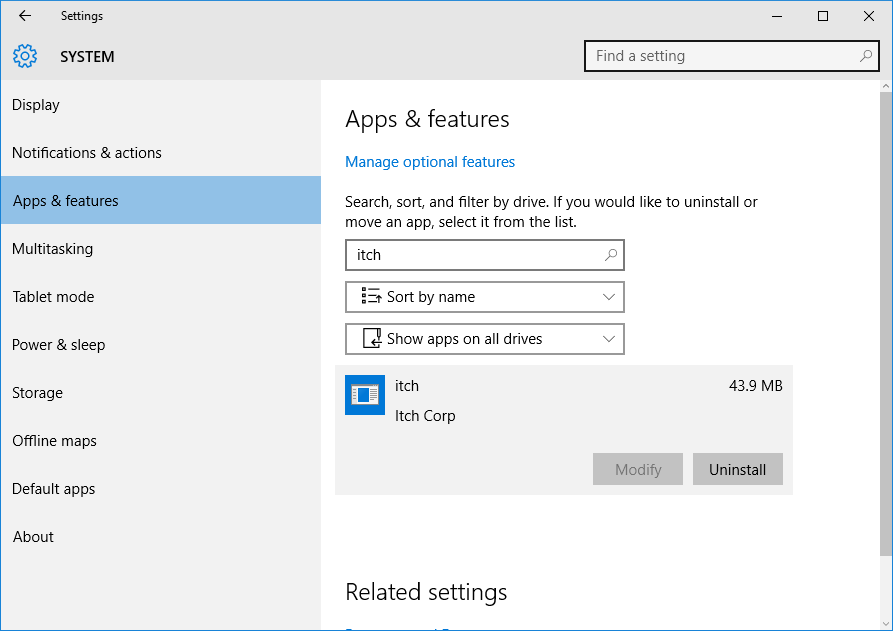 Settings
SYSTEM
Find a setting
Display
Notifications & actions
Apps & features
Multitasking
Tablet mode
Power & sleep
Storage
Offline maps
Default apps
About
Apps & features
Manage optional features
Search, sort, and filter by drive. If you would like to uninstall or
move an app, select it from the list.
itch
Sort by name
Show apps on all drives
itch 43.9 MB
Itch Corp
Modify Uninstall
Related settings